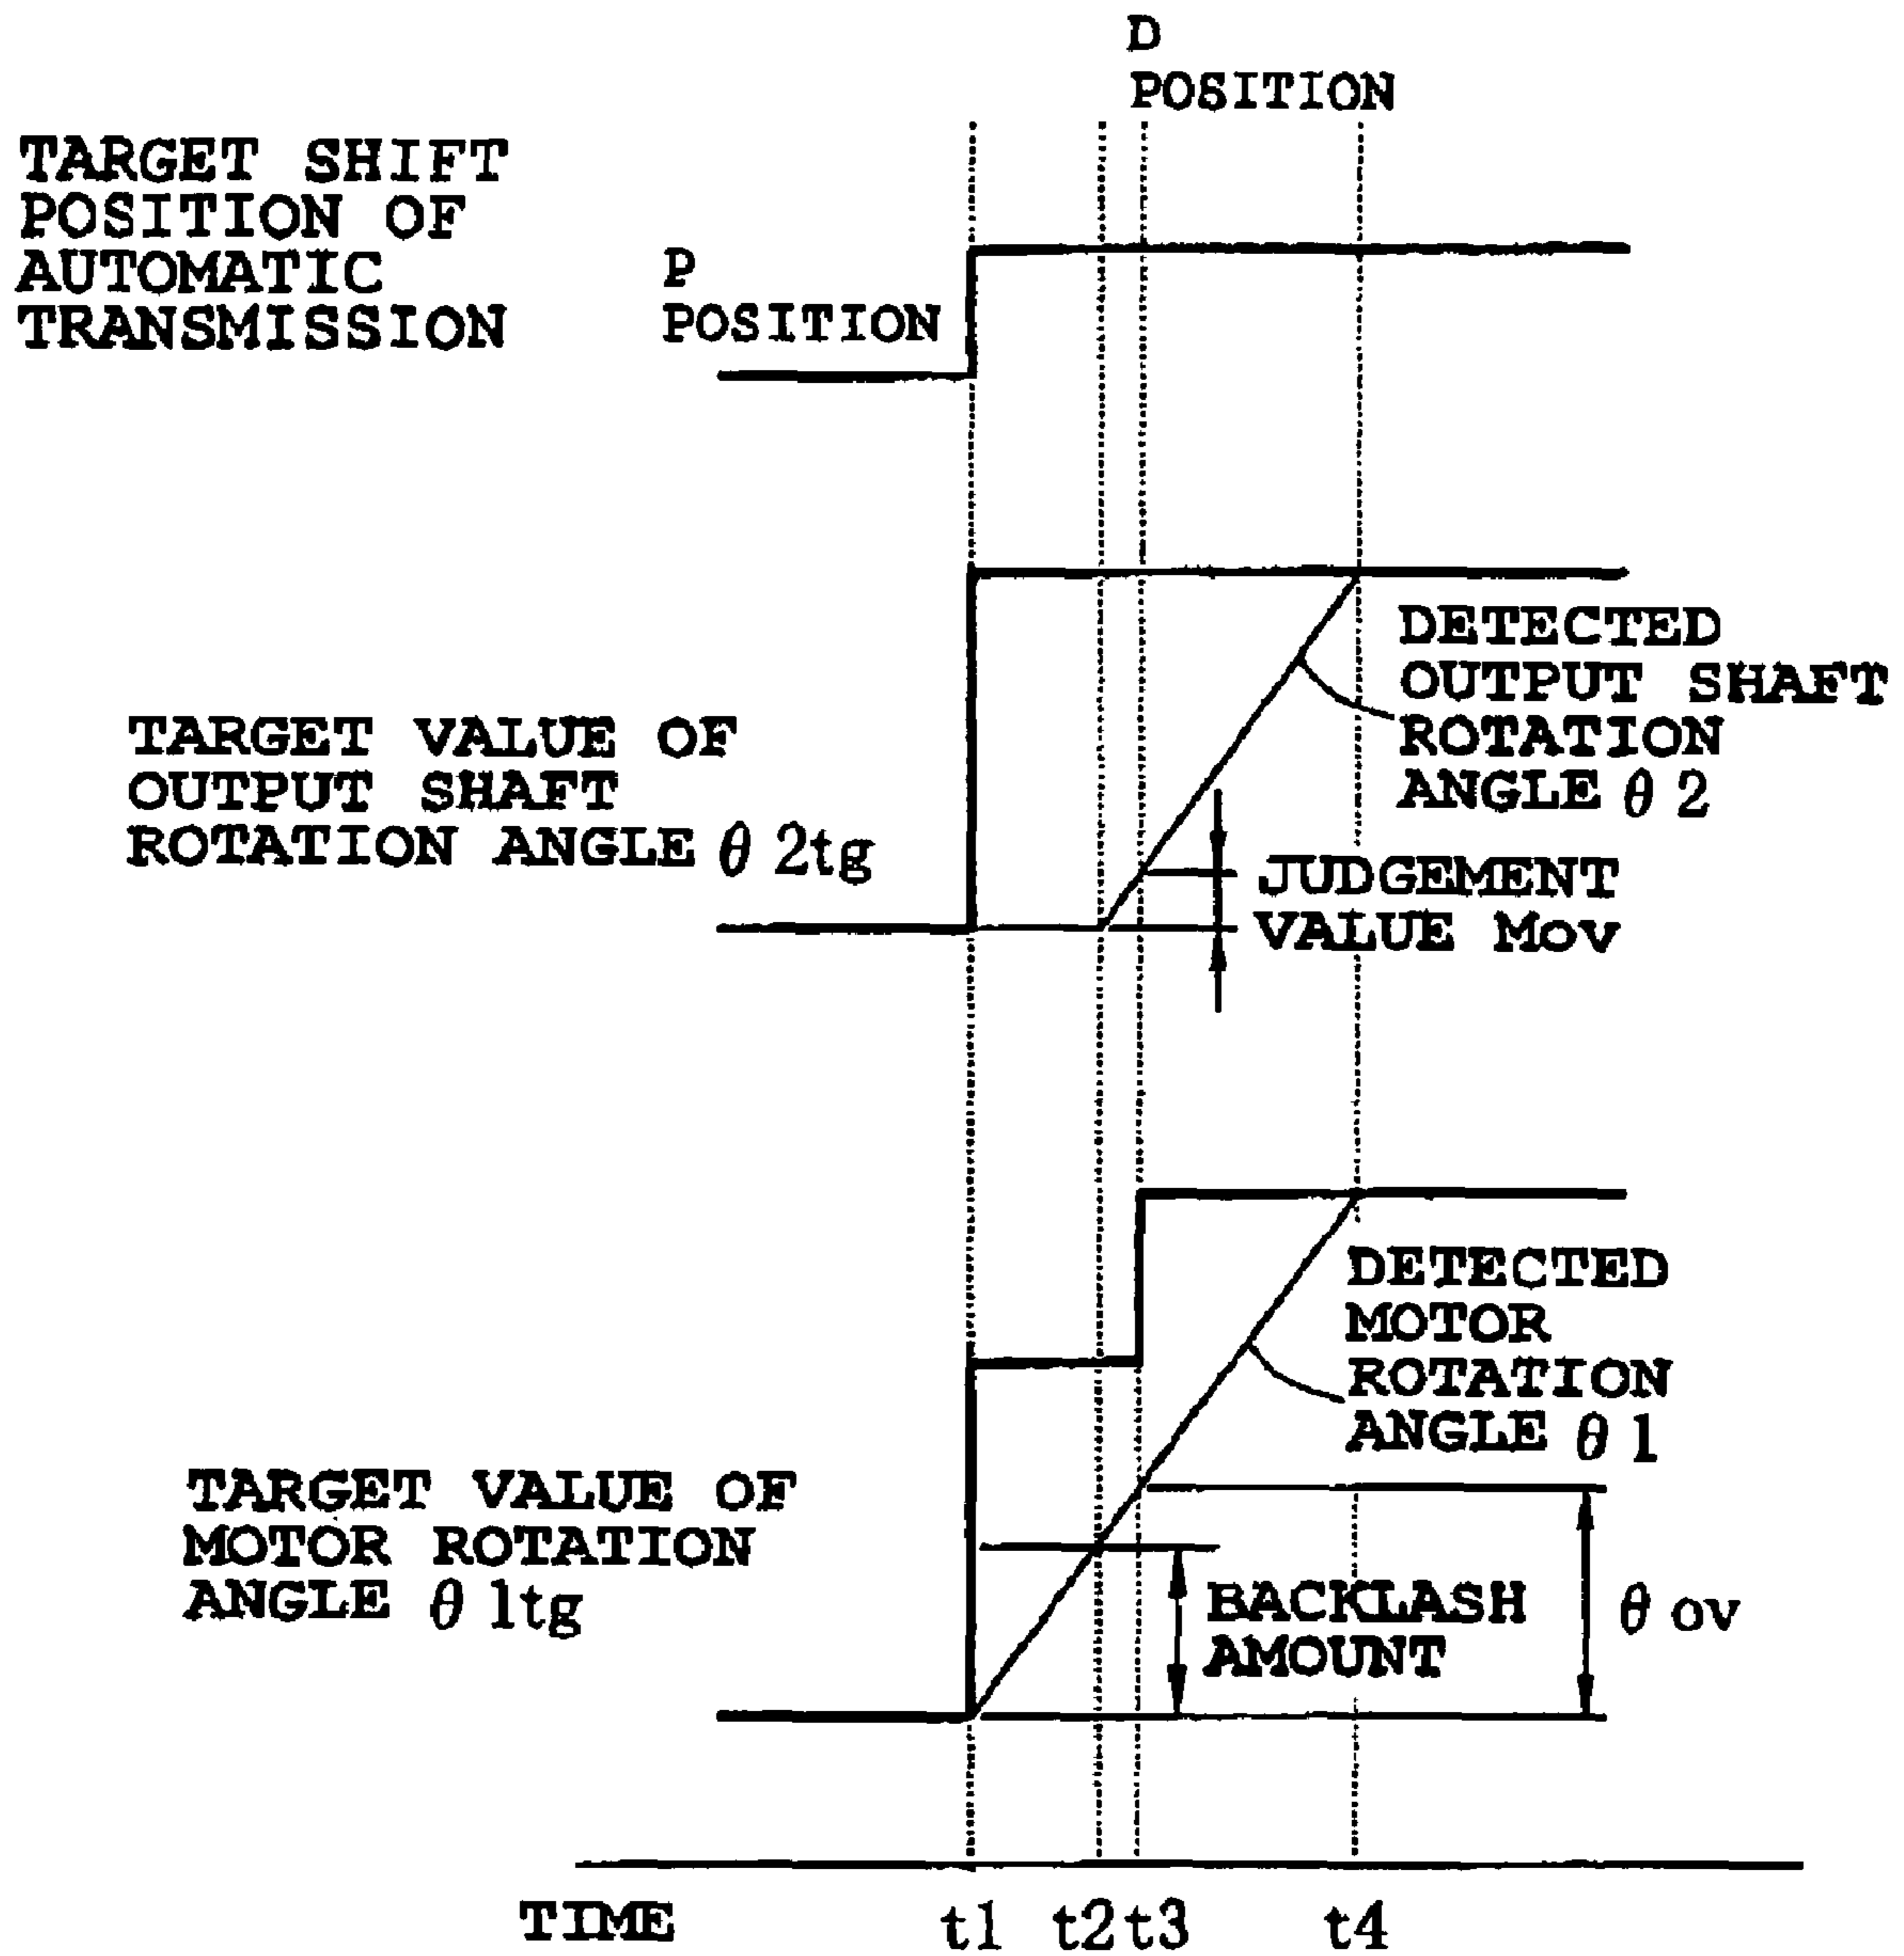 D
POSITION
TARGET SHIFT
POSITION OF
AUTOMATIC
TRANSMISSION
P
POSITION
DETECTED
OUTPUT SHAFT
ROTATION
ANGLE θ 2
TARGET VALUE OF
OUTPUT SHAFT
ROTATION ANGLE θ 2tg
JUDGEMENT
VALUE Mov
DETECTED
MOTOR
ROTATION
ANGLE θ 1
TARGET VALUE OF
MOTOR ROTATION
ANGLE θ 1tg
BACKLASH
AMOUNT
θ ov
TIME t1 t2 t3 t4